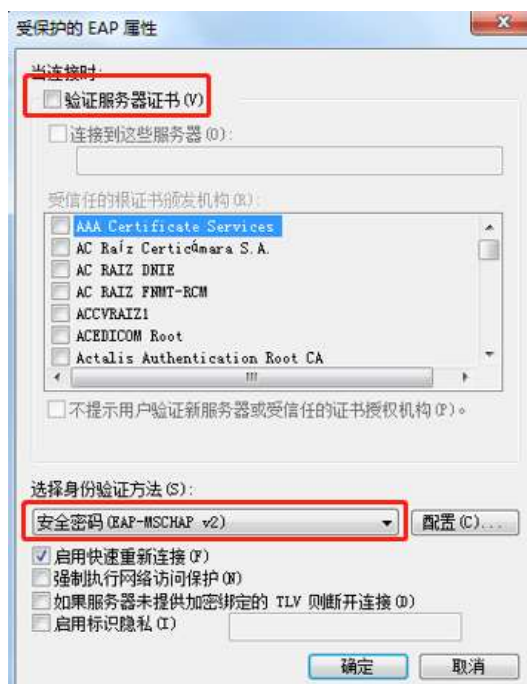 受保护的 EAP 属性
当连接时:
验证服务器证书(V)
连接到这些服务器(O):
受信任的根证书颁发机构(R):
AAA Certificate Services
AC Raíz Certicámara S.A.
AC RAIZ DNIE
AC RAIZ FNMT-RCM
ACCVRAIZ1
ACEDICOM Root
Actalis Authentication Root CA
不提示用户验证新服务器或受信任的证书授权机构(P)。
选择身份验证方法(S):
安全密码(EAP-MSCHAP v2)
配置(C)...
启用快速重新连接(F)
强制执行网络访问保护(N)
如果服务器未提供加密绑定的 TLV 则断开连接(D)
启用标识隐私(I)
确定
取消